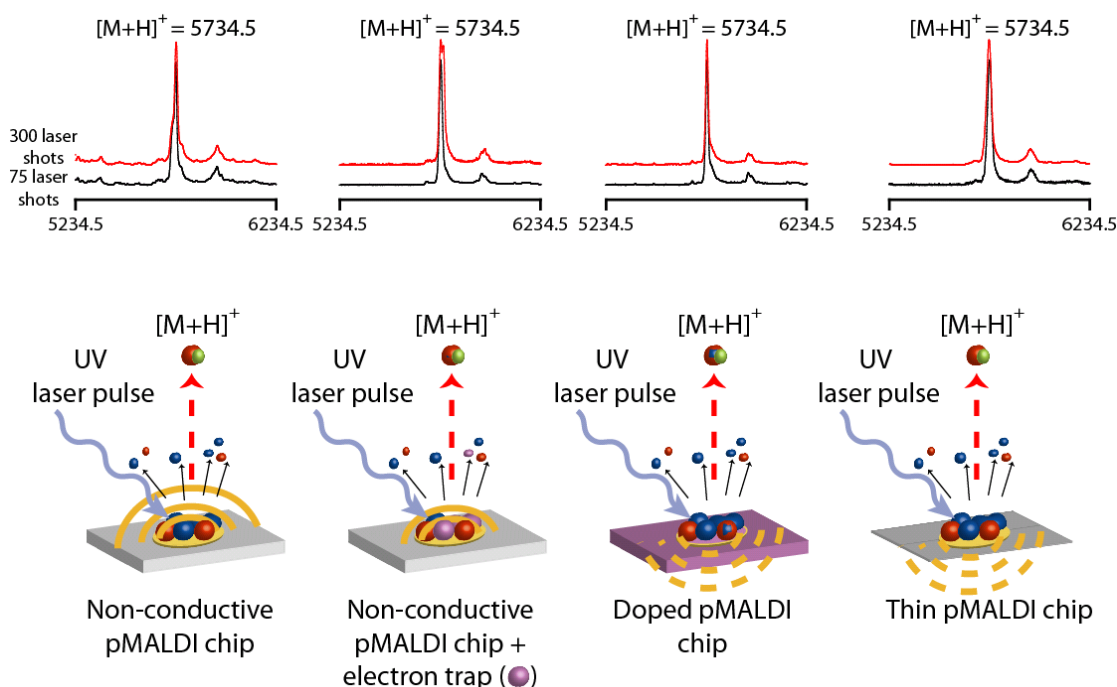 [M+H]+ = 5734.5
[M+H]+ = 5734.5
[M+H]+ = 5734.5
[M+H]+ = 5734.5
300 laser
shots
75 laser
shots
5234.5 6234.5
5234.5 6234.5
5234.5 6234.5
5234.5 6234.5
[M+H]+
UV
laser pulse
Non-conductive
pMALDI chip
[M+H]+
UV
laser pulse
Non-conductive
pMALDI chip +
electron trap ( )
[M+H]+
UV
laser pulse
Doped pMALDI
chip
[M+H]+
UV
laser pulse
Thin pMALDI chip